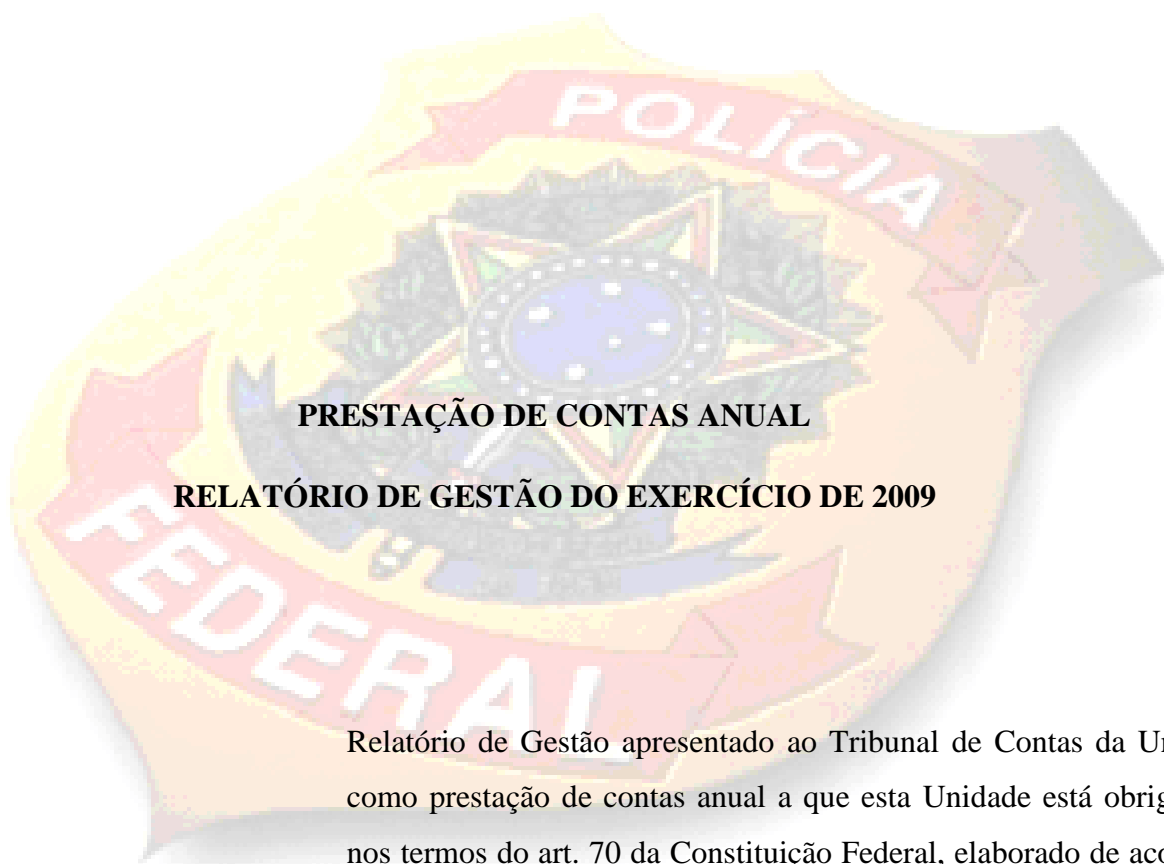 POLÍCIA
PRESTAÇÃO DE CONTAS ANUAL
RELATÓRIO DE GESTÃO DO EXERCÍCIO DE 2009
FEDERAL
Relatório de Gestão apresentado ao Tribunal de Contas da
como prestação de contas anual a que esta Unidade está
nos termos do art. 70 da Constituição Federal, elaborado de